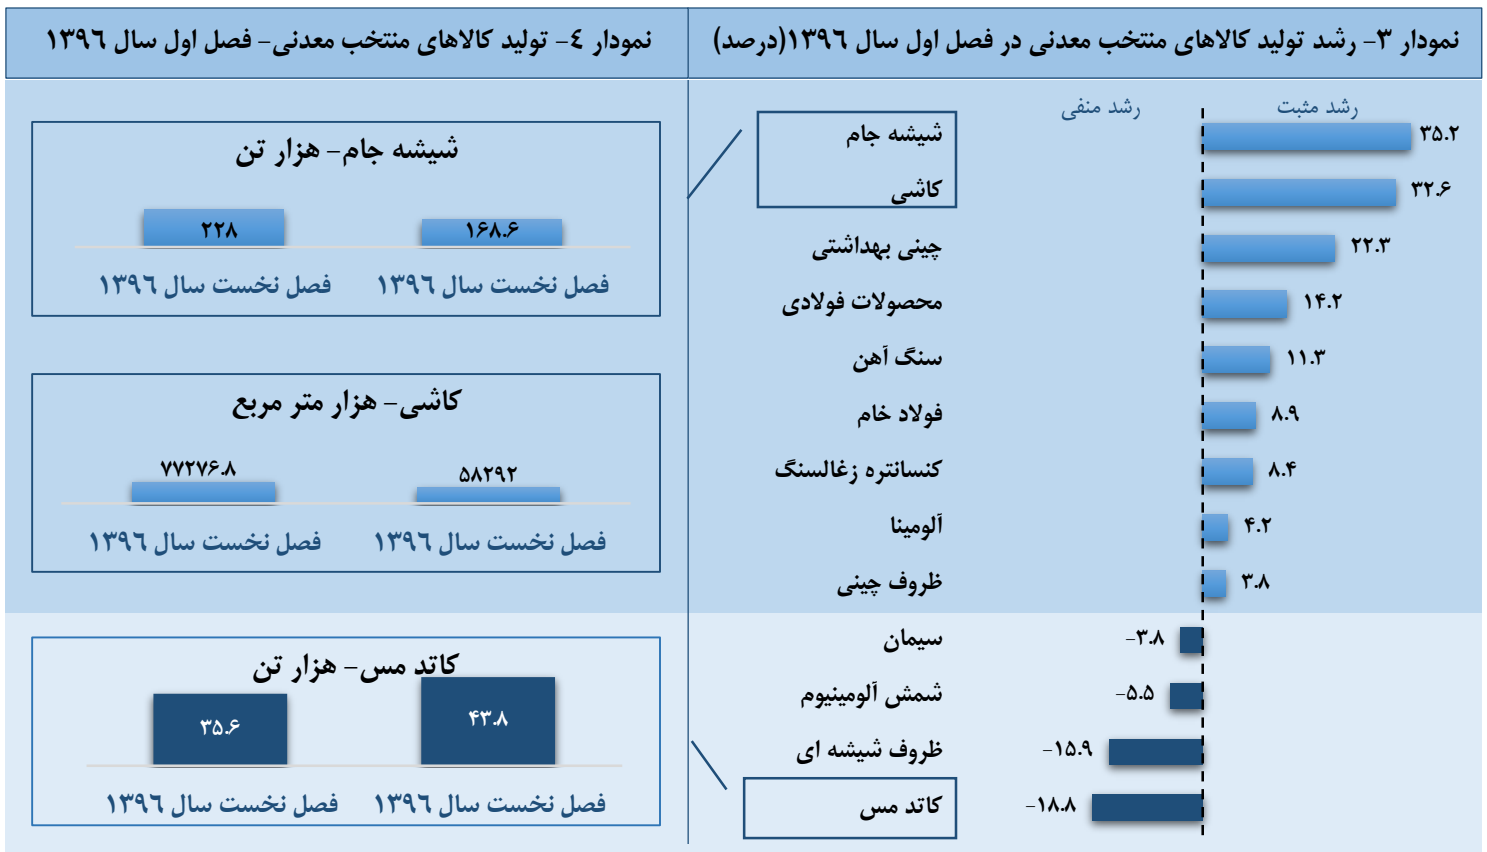 نمودار ۳- رشد تولید کالاهای منتخب معدنی در فصل اول سال ۱۳۹٦(درصد)
رشد مثبت
رشد منفی
شیشه جام
۳۵.۲
کاشی
۳۲.۶
چینی بهداشتی
۲۲.۳
محصولات فولادی
۱۴.۲
سنگ آهن
۱۱.۳
فولاد خام
۸.۹
کنسانتره زغالسنگ
۸.۴
آلومینا
۴.۲
ظروف چینی
۳.۸
سیمان
-۳.۸
شمش آلومینیوم
-۵.۵
ظروف شیشه ای
-۱۵.۹
کاتد مس
-۱۸.۸
نمودار ٤- تولید کالاهای منتخب معدنی- فصل اول سال ۱۳۹٦
شیشه جام- هزار تن
۱۶۸.۶
۲۲۸
فصل نخست سال ۱۳۹٦
فصل نخست سال ۱۳۹٦
کاشی- هزار متر مربع
۵۸۲۹۲
۷۷۲۷۶.۸
فصل نخست سال ۱۳۹٦
فصل نخست سال ۱۳۹٦
کاتد مس- هزار تن
۴۳.۸
۳۵.۶
فصل نخست سال ۱۳۹٦
فصل نخست سال ۱۳۹٦